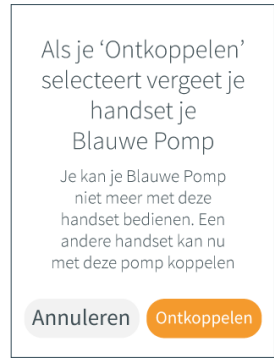 Als je ‘Ontkoppelen’
selecteert vergeet je
handset je
Blauwe Pomp
Je kan je Blauwe Pomp
niet meer met deze
handset bedienen. Een
andere handset kan nu
met deze pomp koppelen
Annuleren Ontkoppelen